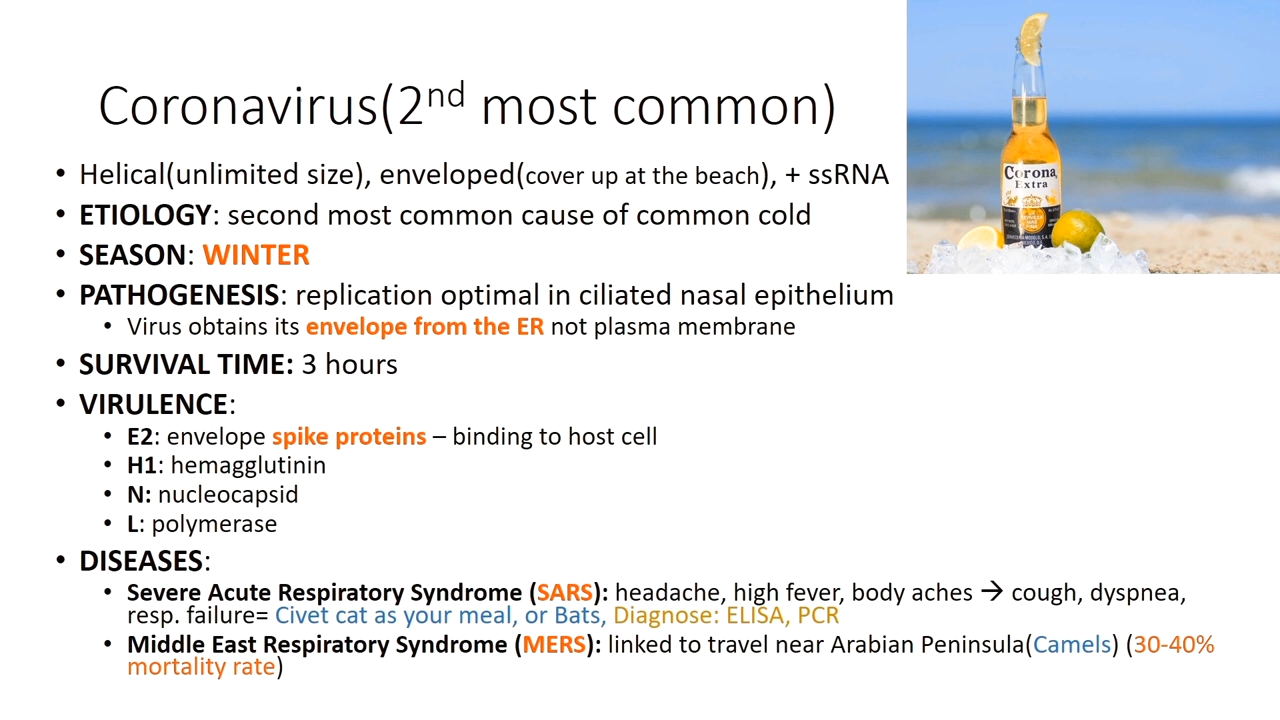 Coronavirus(2nd most common)
• Helical(unlimited size), enveloped(cover up at the beach), + ssRNA
• ETIOLOGY: second most common cause of common cold
• SEASON: WINTER
• PATHOGENESIS: replication optimal in ciliated nasal epithelium
• Virus obtains its envelope from the ER not plasma membrane
• SURVIVAL TIME: 3 hours
• VIRULENCE:
• E2: envelope spike proteins – binding to host cell
• H1: hemagglutinin
• N: nucleocapsid
• L: polymerase
• DISEASES:
• Severe Acute Respiratory Syndrome (SARS): headache, high fever, body aches → cough, dyspnea,
resp. failure= Civet cat as your meal, or Bats, Diagnose: ELISA, PCR
• Middle East Respiratory Syndrome (MERS): linked to travel near Arabian Peninsula(Camels) (30-40%
mortality rate)
Corona
Extra